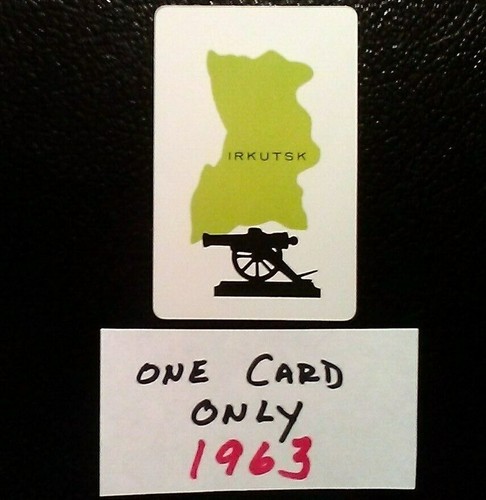 IRKUTSK
ONE CARD
ONLY
1963